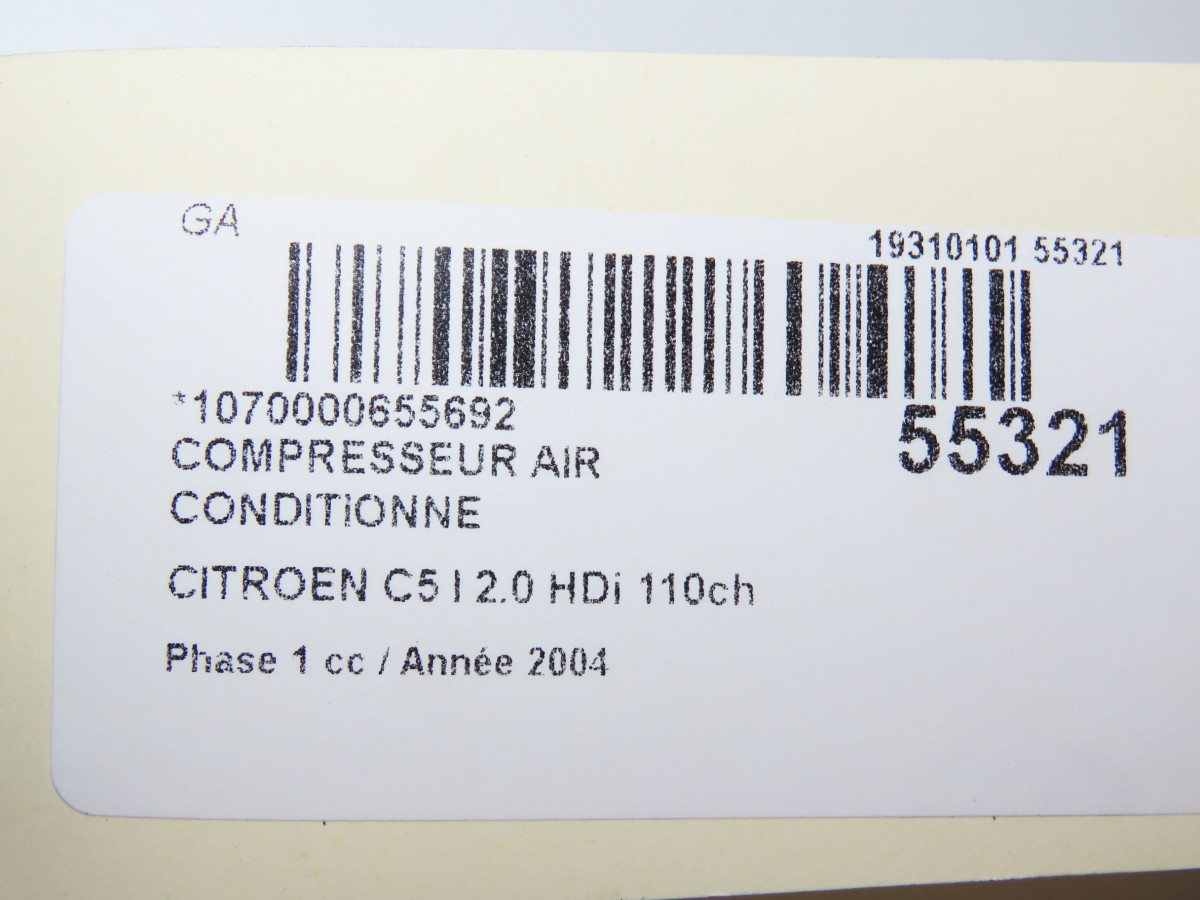 GA
19310101 55321
*1070000655692
55321
COMPRESSEUR AIR
CONDITIONNE
CITROEN C5 I 2.0 HDi 110ch
Phase 1 cc / Année 2004